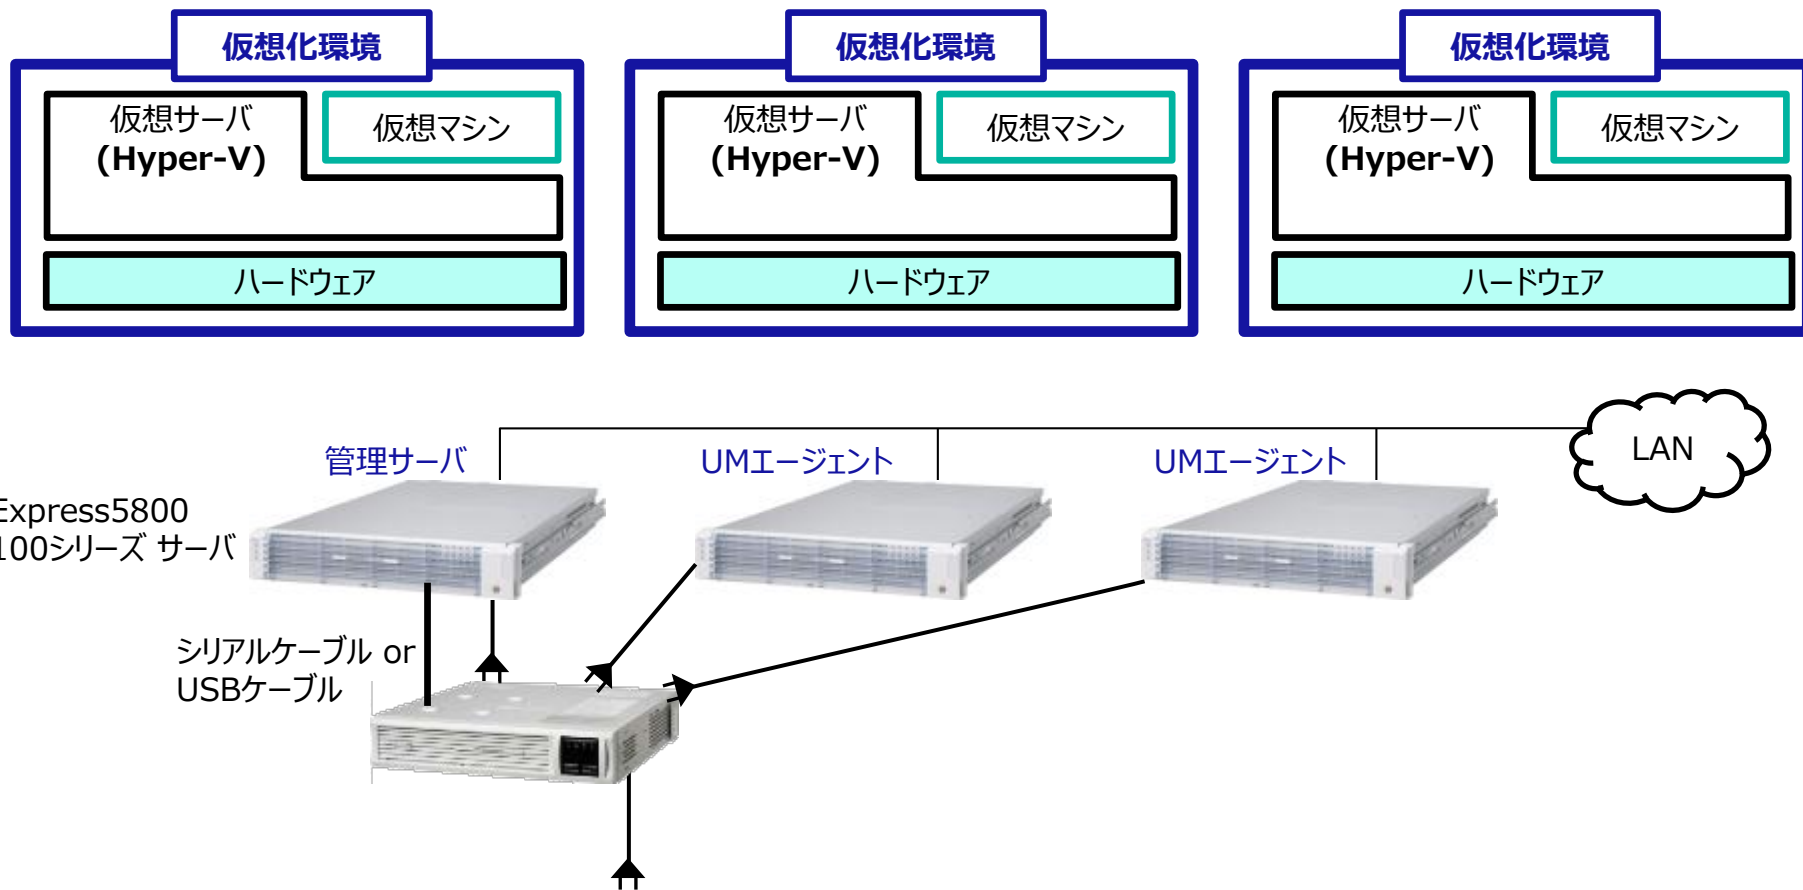 仮想化環境
仮想化環境
仮想化環境
仮想サーバ
(Hyper-V)
仮想マシン
ハードウェア
仮想サーバ
(Hyper-V)
仮想マシン
ハードウェア
仮想サーバ
(Hyper-V)
仮想マシン
ハードウェア
LAN
管理サーバ
UMエージェント
UMエージェント
Express5800
100シリーズ サーバ
シリアルケーブル or
USBケーブル